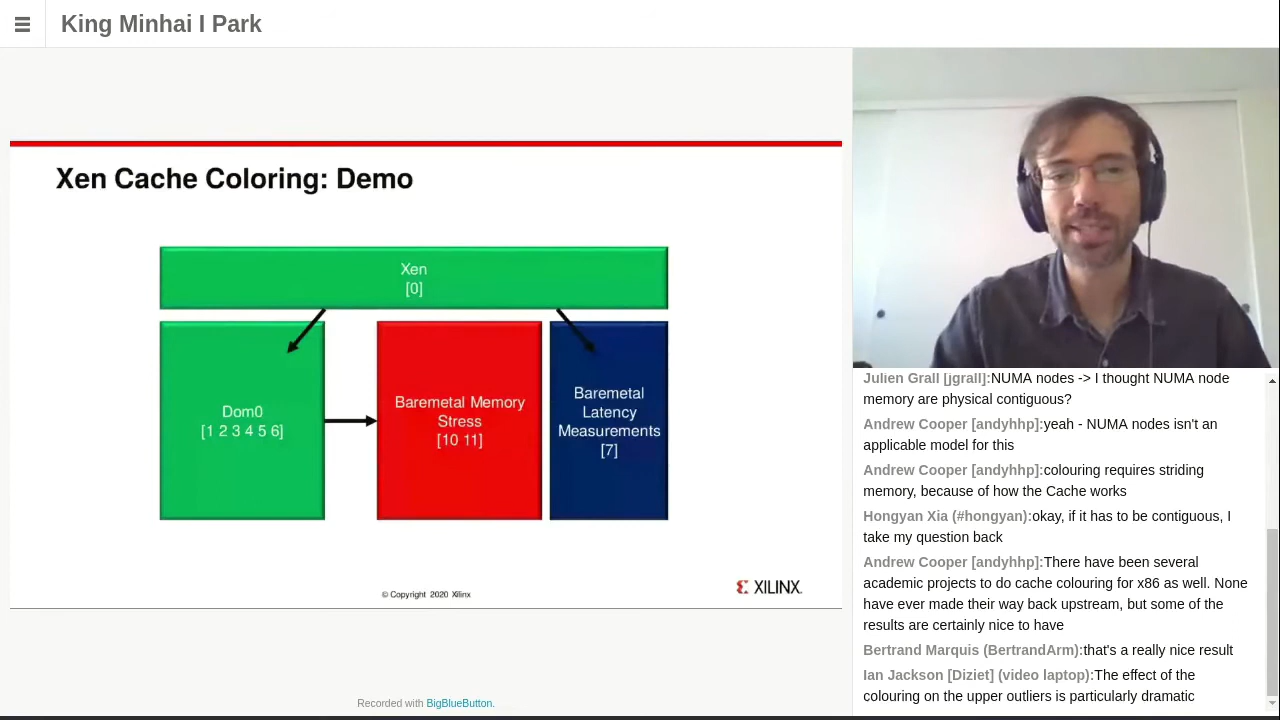 King Minhai I Park
Xen Cache Coloring: Demo
Xen
[0]
Dom0
[1 2 3 4 5 6]
Baremetal Memory
Stress
[10 11]
Baremetal
Latency
Measurements
[7]
© Copyright 2020 Xilinx
XILINX
Recorded with BigBlueButton.
Julien Grall [jgrall]:NUMA nodes -> I thought NUMA node
memory are physical contiguous?
Andrew Cooper [andyhhp]:yeah - NUMA nodes isn't an
applicable model for this
Andrew Cooper [andyhhp]:colouring requires striding
memory, because of how the Cache works
Hongyan Xia (#hongyan):okay, if it has to be contiguous, I
take my question back
Andrew Cooper [andyhhp]:There have been several
academic projects to do cache colouring for x86 as well. None
have ever made their way back upstream, but some of the
results are certainly nice to have
Bertrand Marquis (BertrandArm):that's a really nice result
Ian Jackson [Diziet] (video laptop):The effect of the
colouring on the upper outliers is particularly dramatic